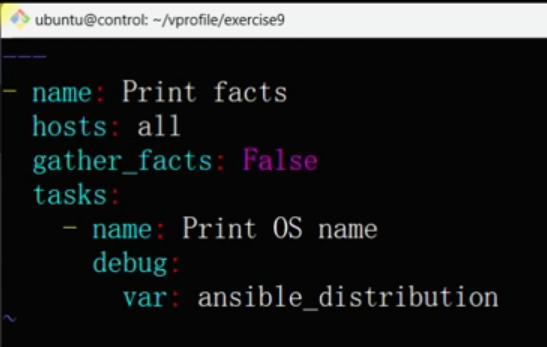 ubuntu@control: ~/vprofile/exercise9
---
- name: Print facts
  hosts: all
  gather_facts: False
  tasks:
    - name: Print OS name
      debug:
        var: ansible_distribution
~